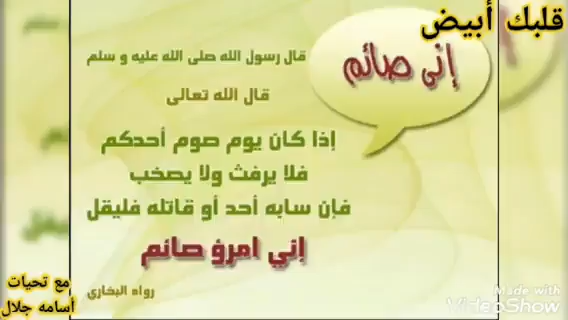 قلبك أبيض
إني صائم
قال رسول الله صلى الله عليه و سلم
قال الله تعالى
إذا كان يوم صوم أحدكم
فلا يرفث ولا يصخب
فإن سابه أحد أو قاتله فليقل
إني امرؤ صائم
رواه البخاري
مع تحيات
أسامه جلال
Made with
VideoShow